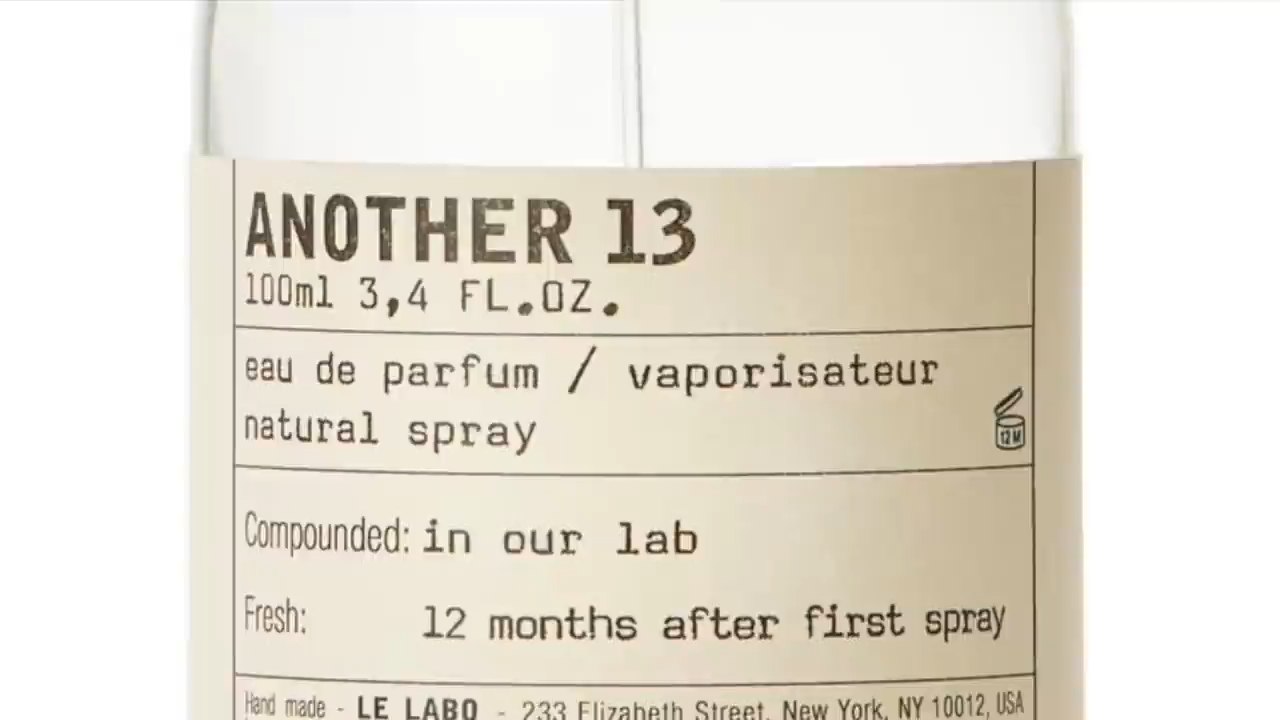 ANOTHER 13
100ml 3,4 FL.OZ.
eau de parfum / vaporisateur
natural spray
12 M
Compounded: in our lab
Fresh: 12 months after first spray
Hand made - LE LABO - 233 Elizabeth Street, New York, NY 10012, USA